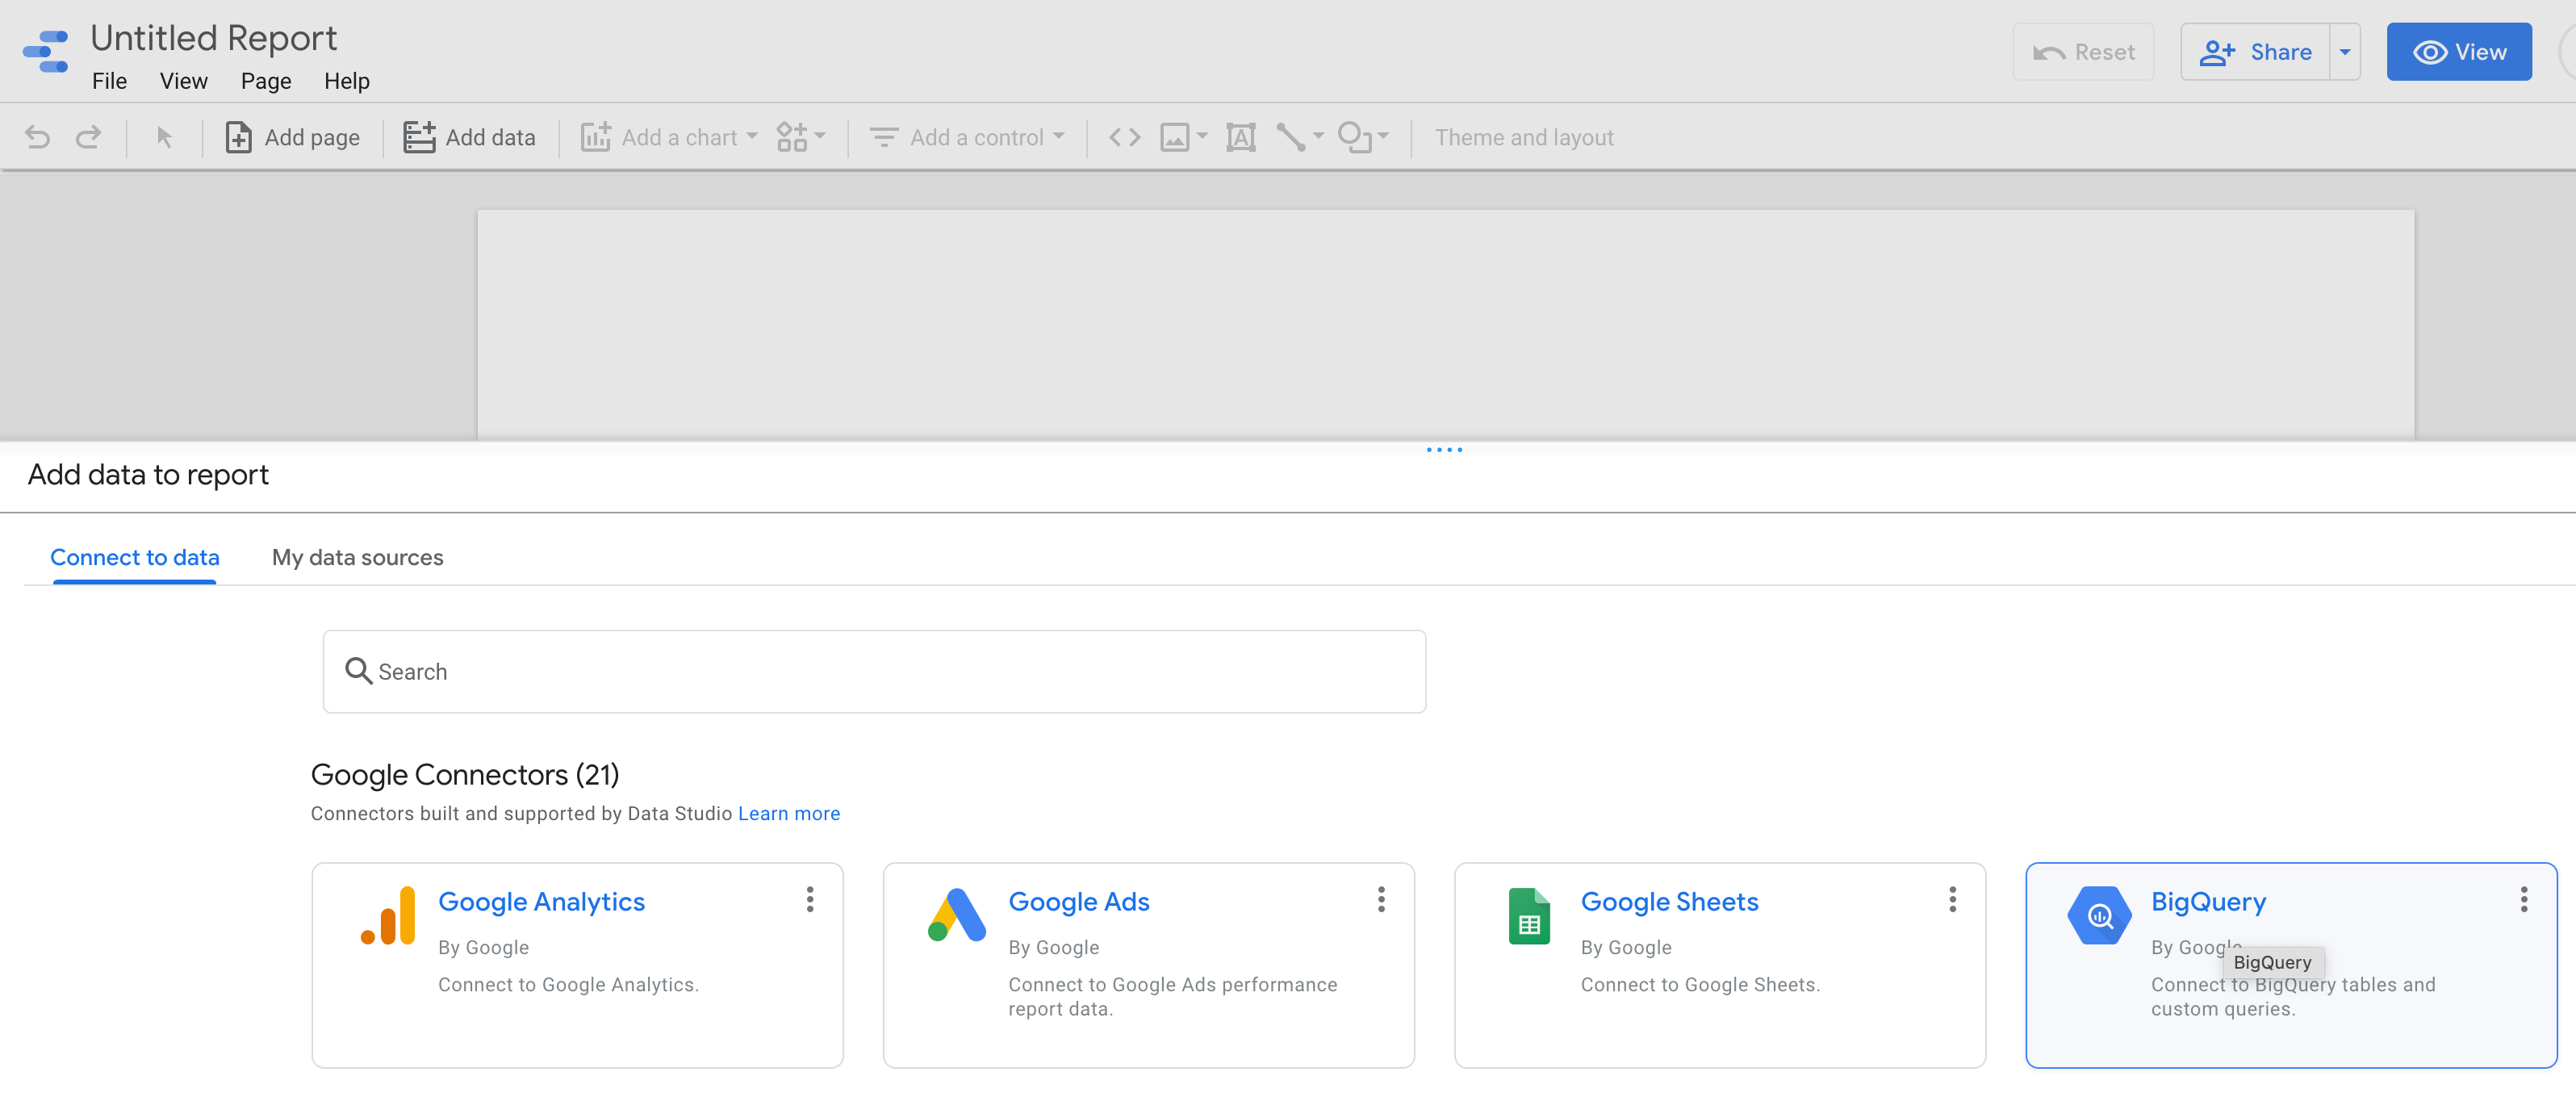 Untitled Report
File View Page Help
Reset Share View
Add page Add data Add a chart Add a control Theme and layout
Add data to report
Connect to data My data sources
Search
Google Connectors (21)
Connectors built and supported by Data Studio Learn more
Google Analytics
By Google
Connect to Google Analytics.
Google Ads
By Google
Connect to Google Ads performance
report data.
Google Sheets
By Google
Connect to Google Sheets.
BigQuery
By Google
BigQuery
Connect to BigQuery tables and
custom queries.